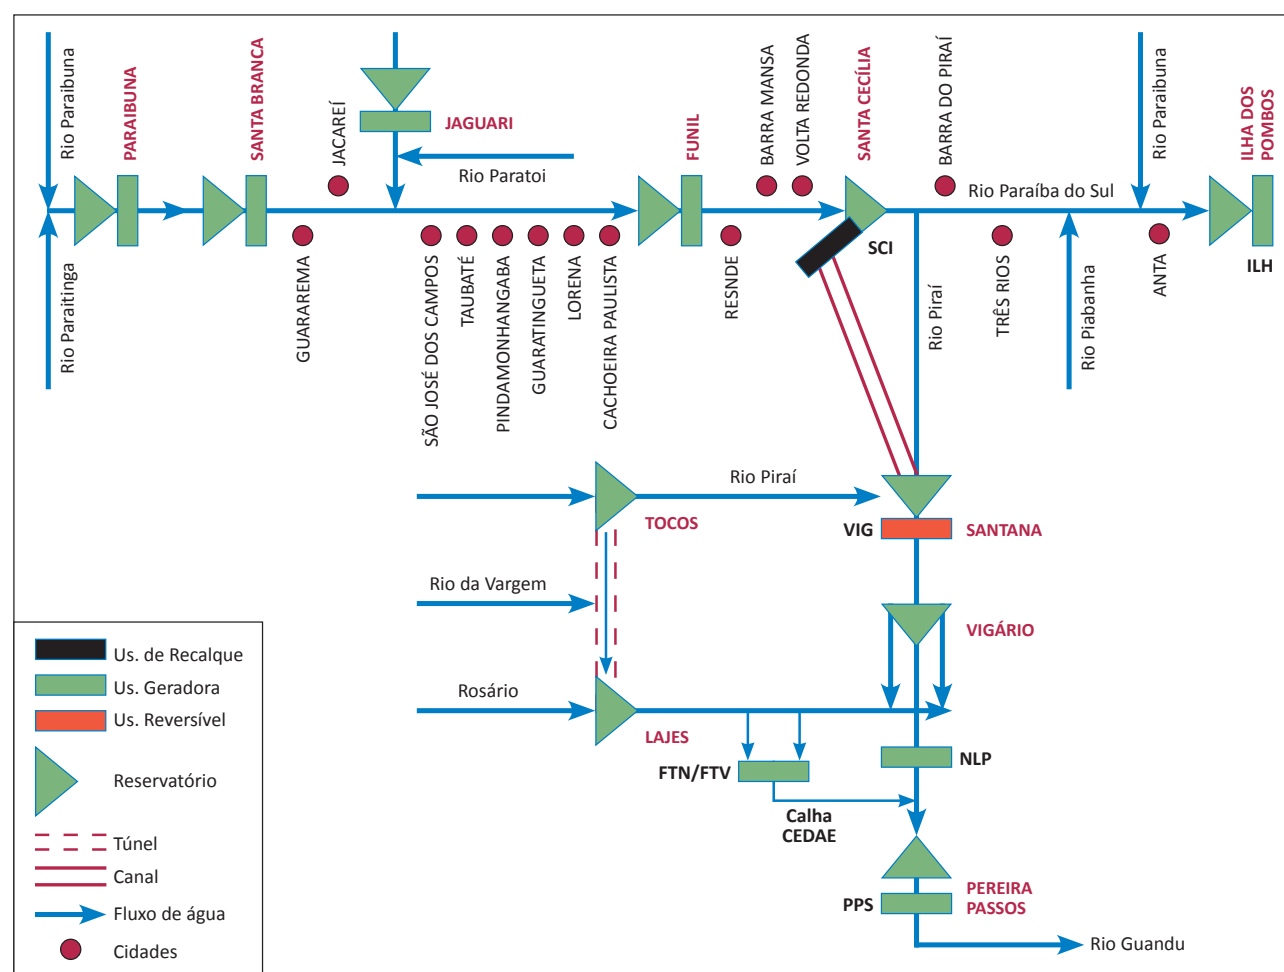 Rio Paraibuna
PARAIBUNA
SANTA BRANCA
JACAREÍ
JAGUARI
Rio Paratoi
FUNIL
BARRA MANSA
VOLTA REDONDA
SANTA CECÍLIA
BARRA DO PIRAÍ
Rio Paraíba do Sul
Rio Paraibuna
ILHA DOS
POMBOS
Rio Paraitinga
GUARAREMA
SÃO JOSÉ DOS CAMPOS
TAUBATÉ
PINDAMONHANGABA
GUARATINGUETA
LORENA
CACHOEIRA PAULISTA
RESNDE
SCI
Rio Piraí
TRÊS RIOS
Rio Piabanha
ANTA
ILH
Rio Piraí
TOCOS
VIG
SANTANA
Rio da Vargem
VIGÁRIO
Rosário
LAJES
FTN/FTV
NLP
Calha
CEDAE
PPS
PEREIRA
PASSOS
Rio Guandu
Us. de Recalque
Us. Geradora
Us. Reversível
Reservatório
Túnel
Canal
Fluxo de água
Cidades